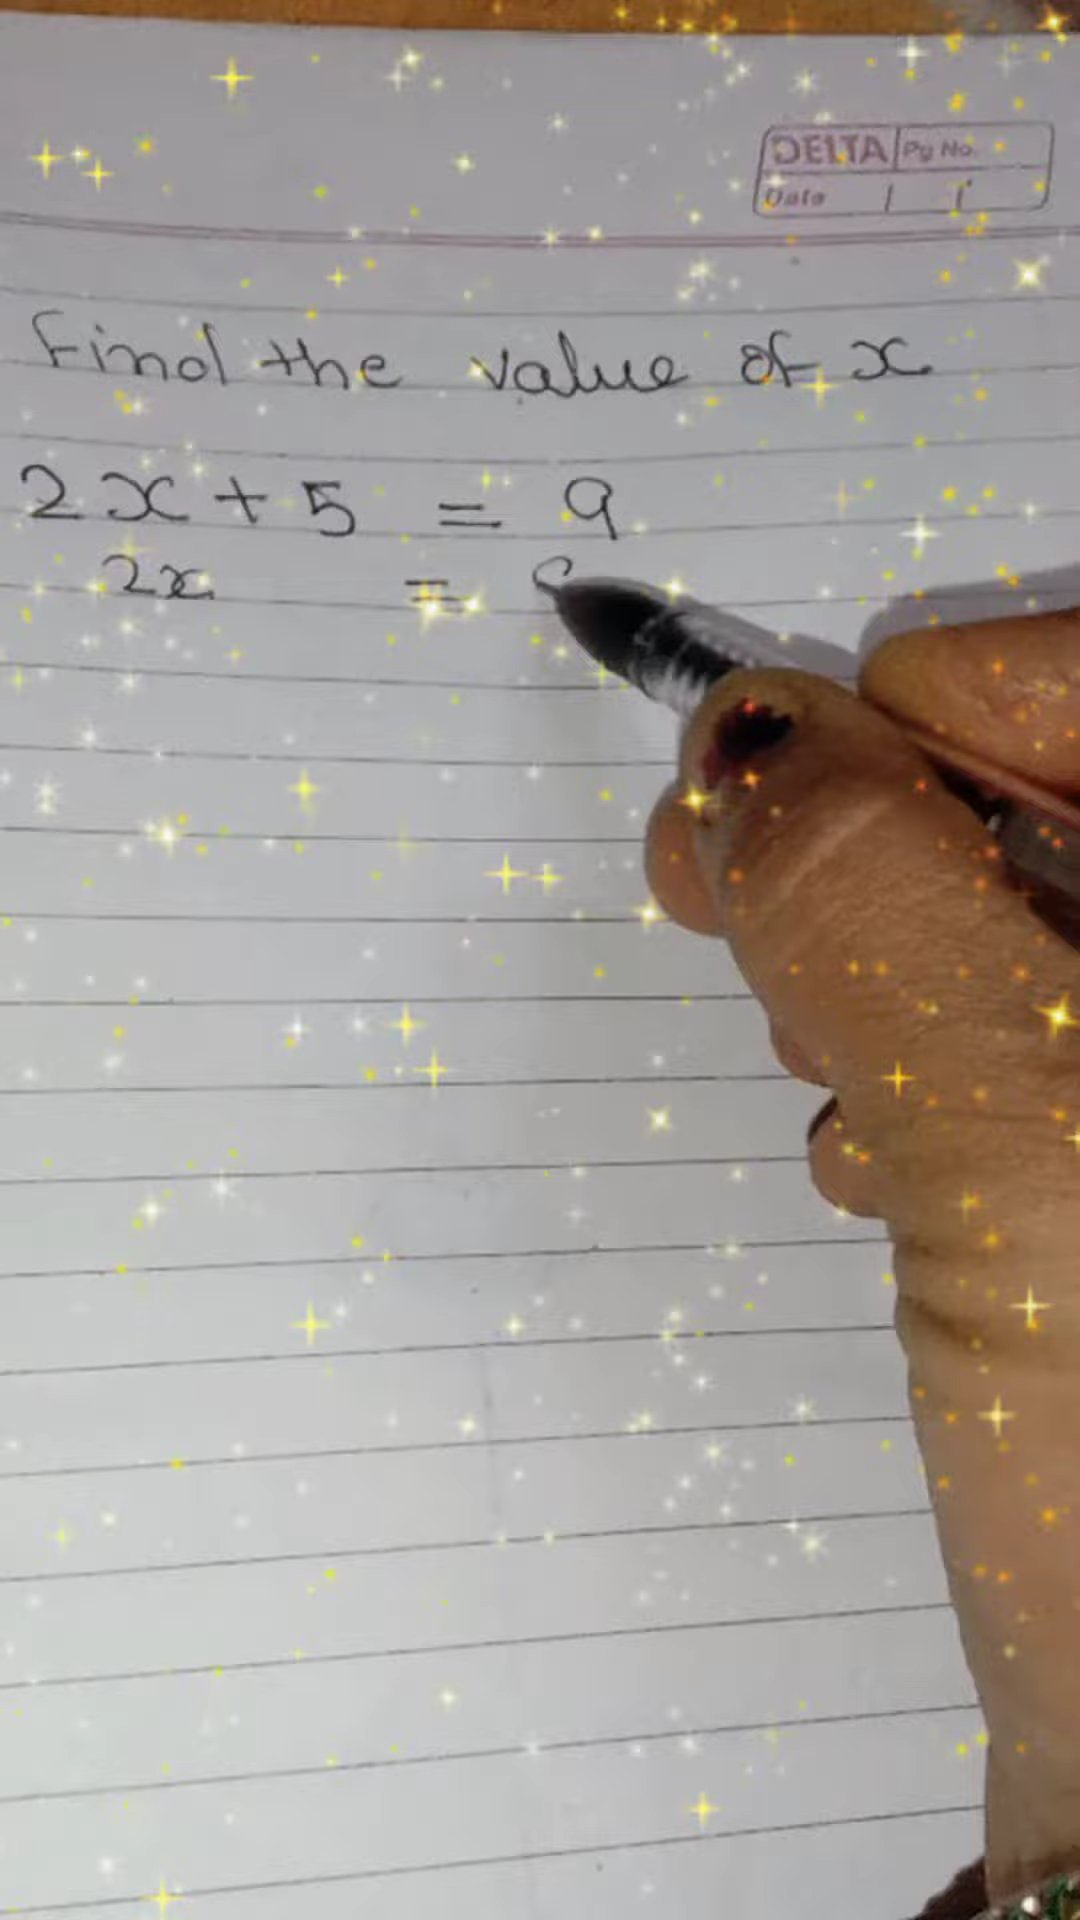 DELTA Pg No.
Date / /
Find the value of x
2x + 5 = 9
2x =